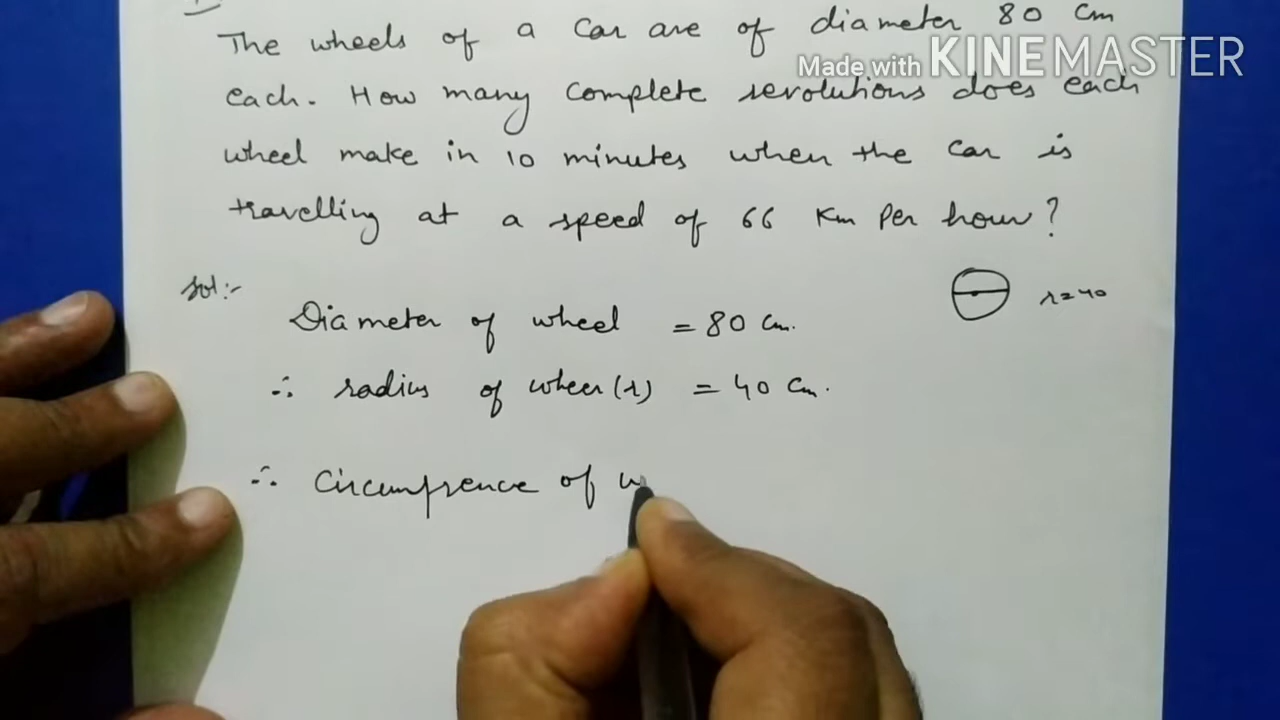 The wheels of a car are of diameter 80 cm
Made with KINEMASTER
each. How many complete revolutions does each
wheel make in 10 minutes when the car is
travelling at a speed of 66 Km Per hour?
Sol:-
Diameter of wheel = 80 cm.
r=40
∴ radius of wheel (r) = 40 cm.
∴ Circumfrence of w